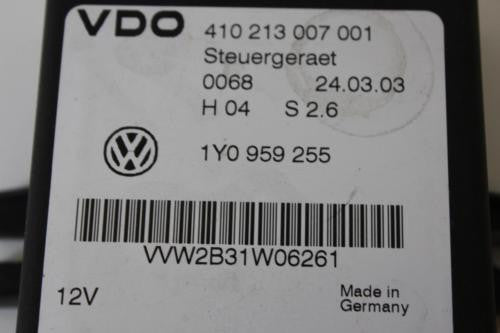 VDO 410 213 007 001
Steuergeraet
0068 24.03.03
H 04 S 2.6
1Y0 959 255
VVW2B31W06261
12V Made in
Germany